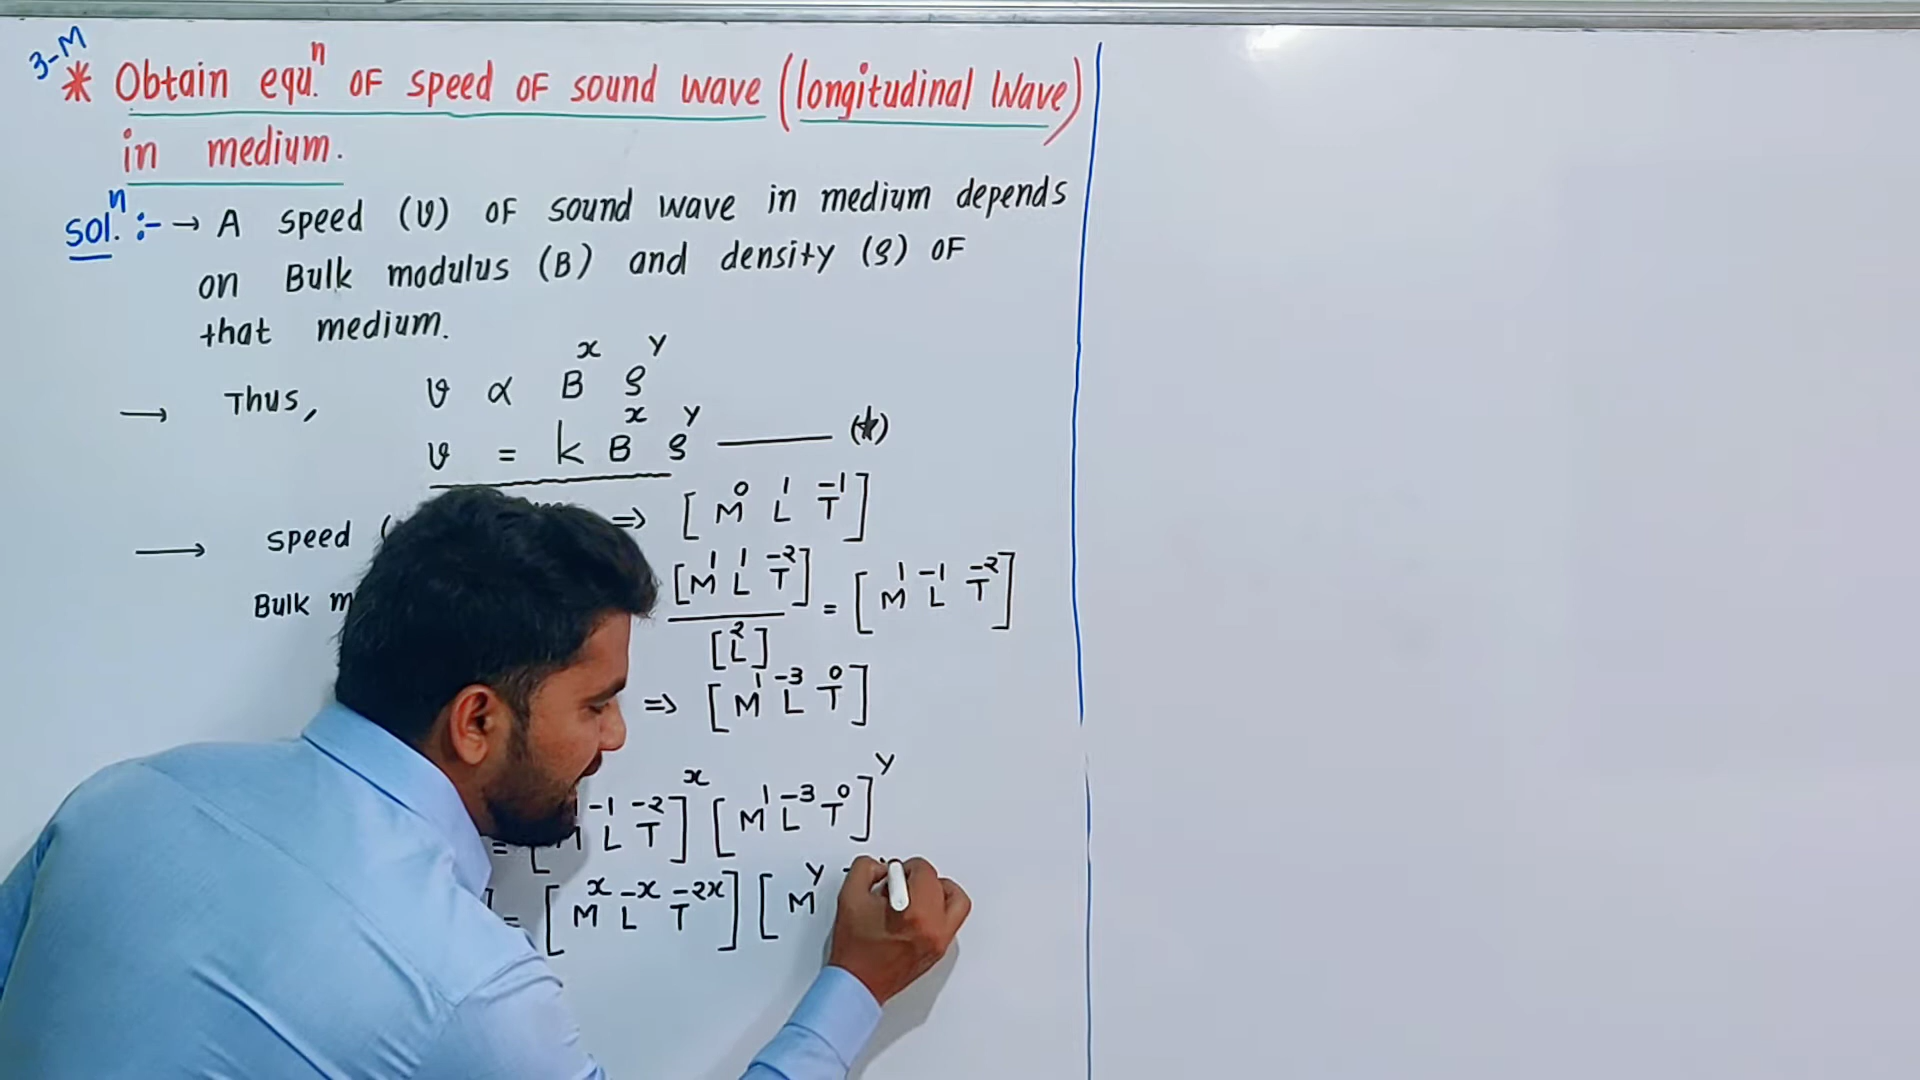 3-M
* Obtain equⁿ. OF speed OF sound wave (longitudinal Wave)
in medium.
solⁿ. :- → A speed (v) OF sound wave in medium depends
on Bulk modulus (B) and density (ρ) OF
that medium.
→ Thus, v ∝ B^x ρ^y
v = k B^x ρ^y —— (*)
→ speed ( ⇒ [M^0 L^1 T^-1]
Bulk m [M^1 L^1 T^-2] / [L^2] = [M^1 L^-1 T^-2]
⇒ [M^1 L^-3 T^0]
= [M^1 L^-1 T^-2]^x [M^1 L^-3 T^0]^y
] = [M^x L^-x T^-2x] [M^y